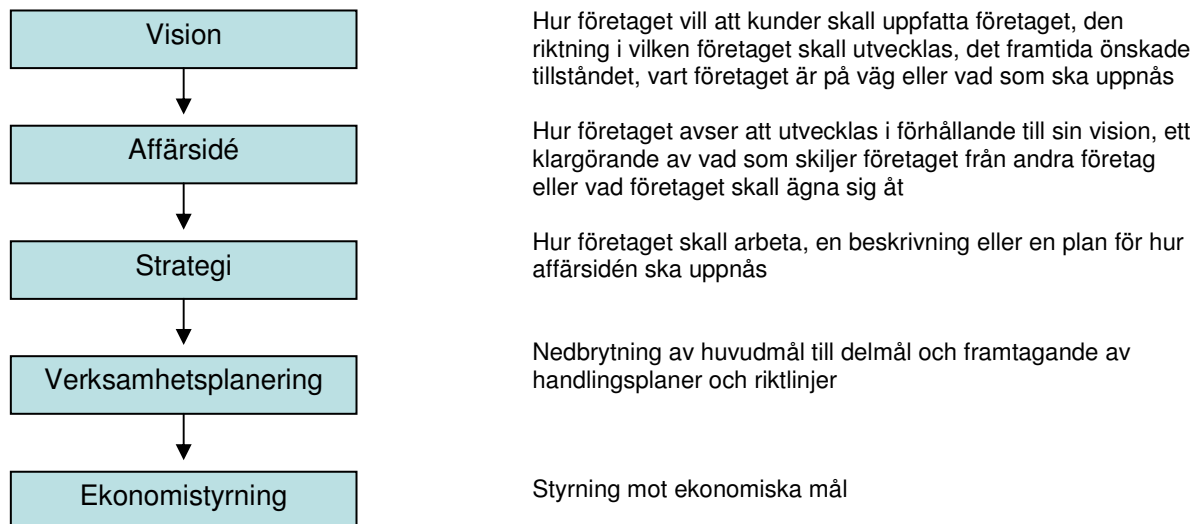 Vision
Hur företaget vill att kunder skall uppfatta företaget, den
riktning i vilken företaget skall utvecklas, det framtida önskade
tillståndet, vart företaget är på väg eller vad som ska uppnås
Affärsidé
Hur företaget avser att utvecklas i förhållande till sin vision, ett
klargörande av vad som skiljer företaget från andra företag
eller vad företaget skall ägna sig åt
Strategi
Hur företaget skall arbeta, en beskrivning eller en plan för hur
affärsidén ska uppnås
Verksamhetsplanering
Nedbrytning av huvudmål till delmål och framtagande av
handlingsplaner och riktlinjer
Ekonomistyrning
Styrning mot ekonomiska mål